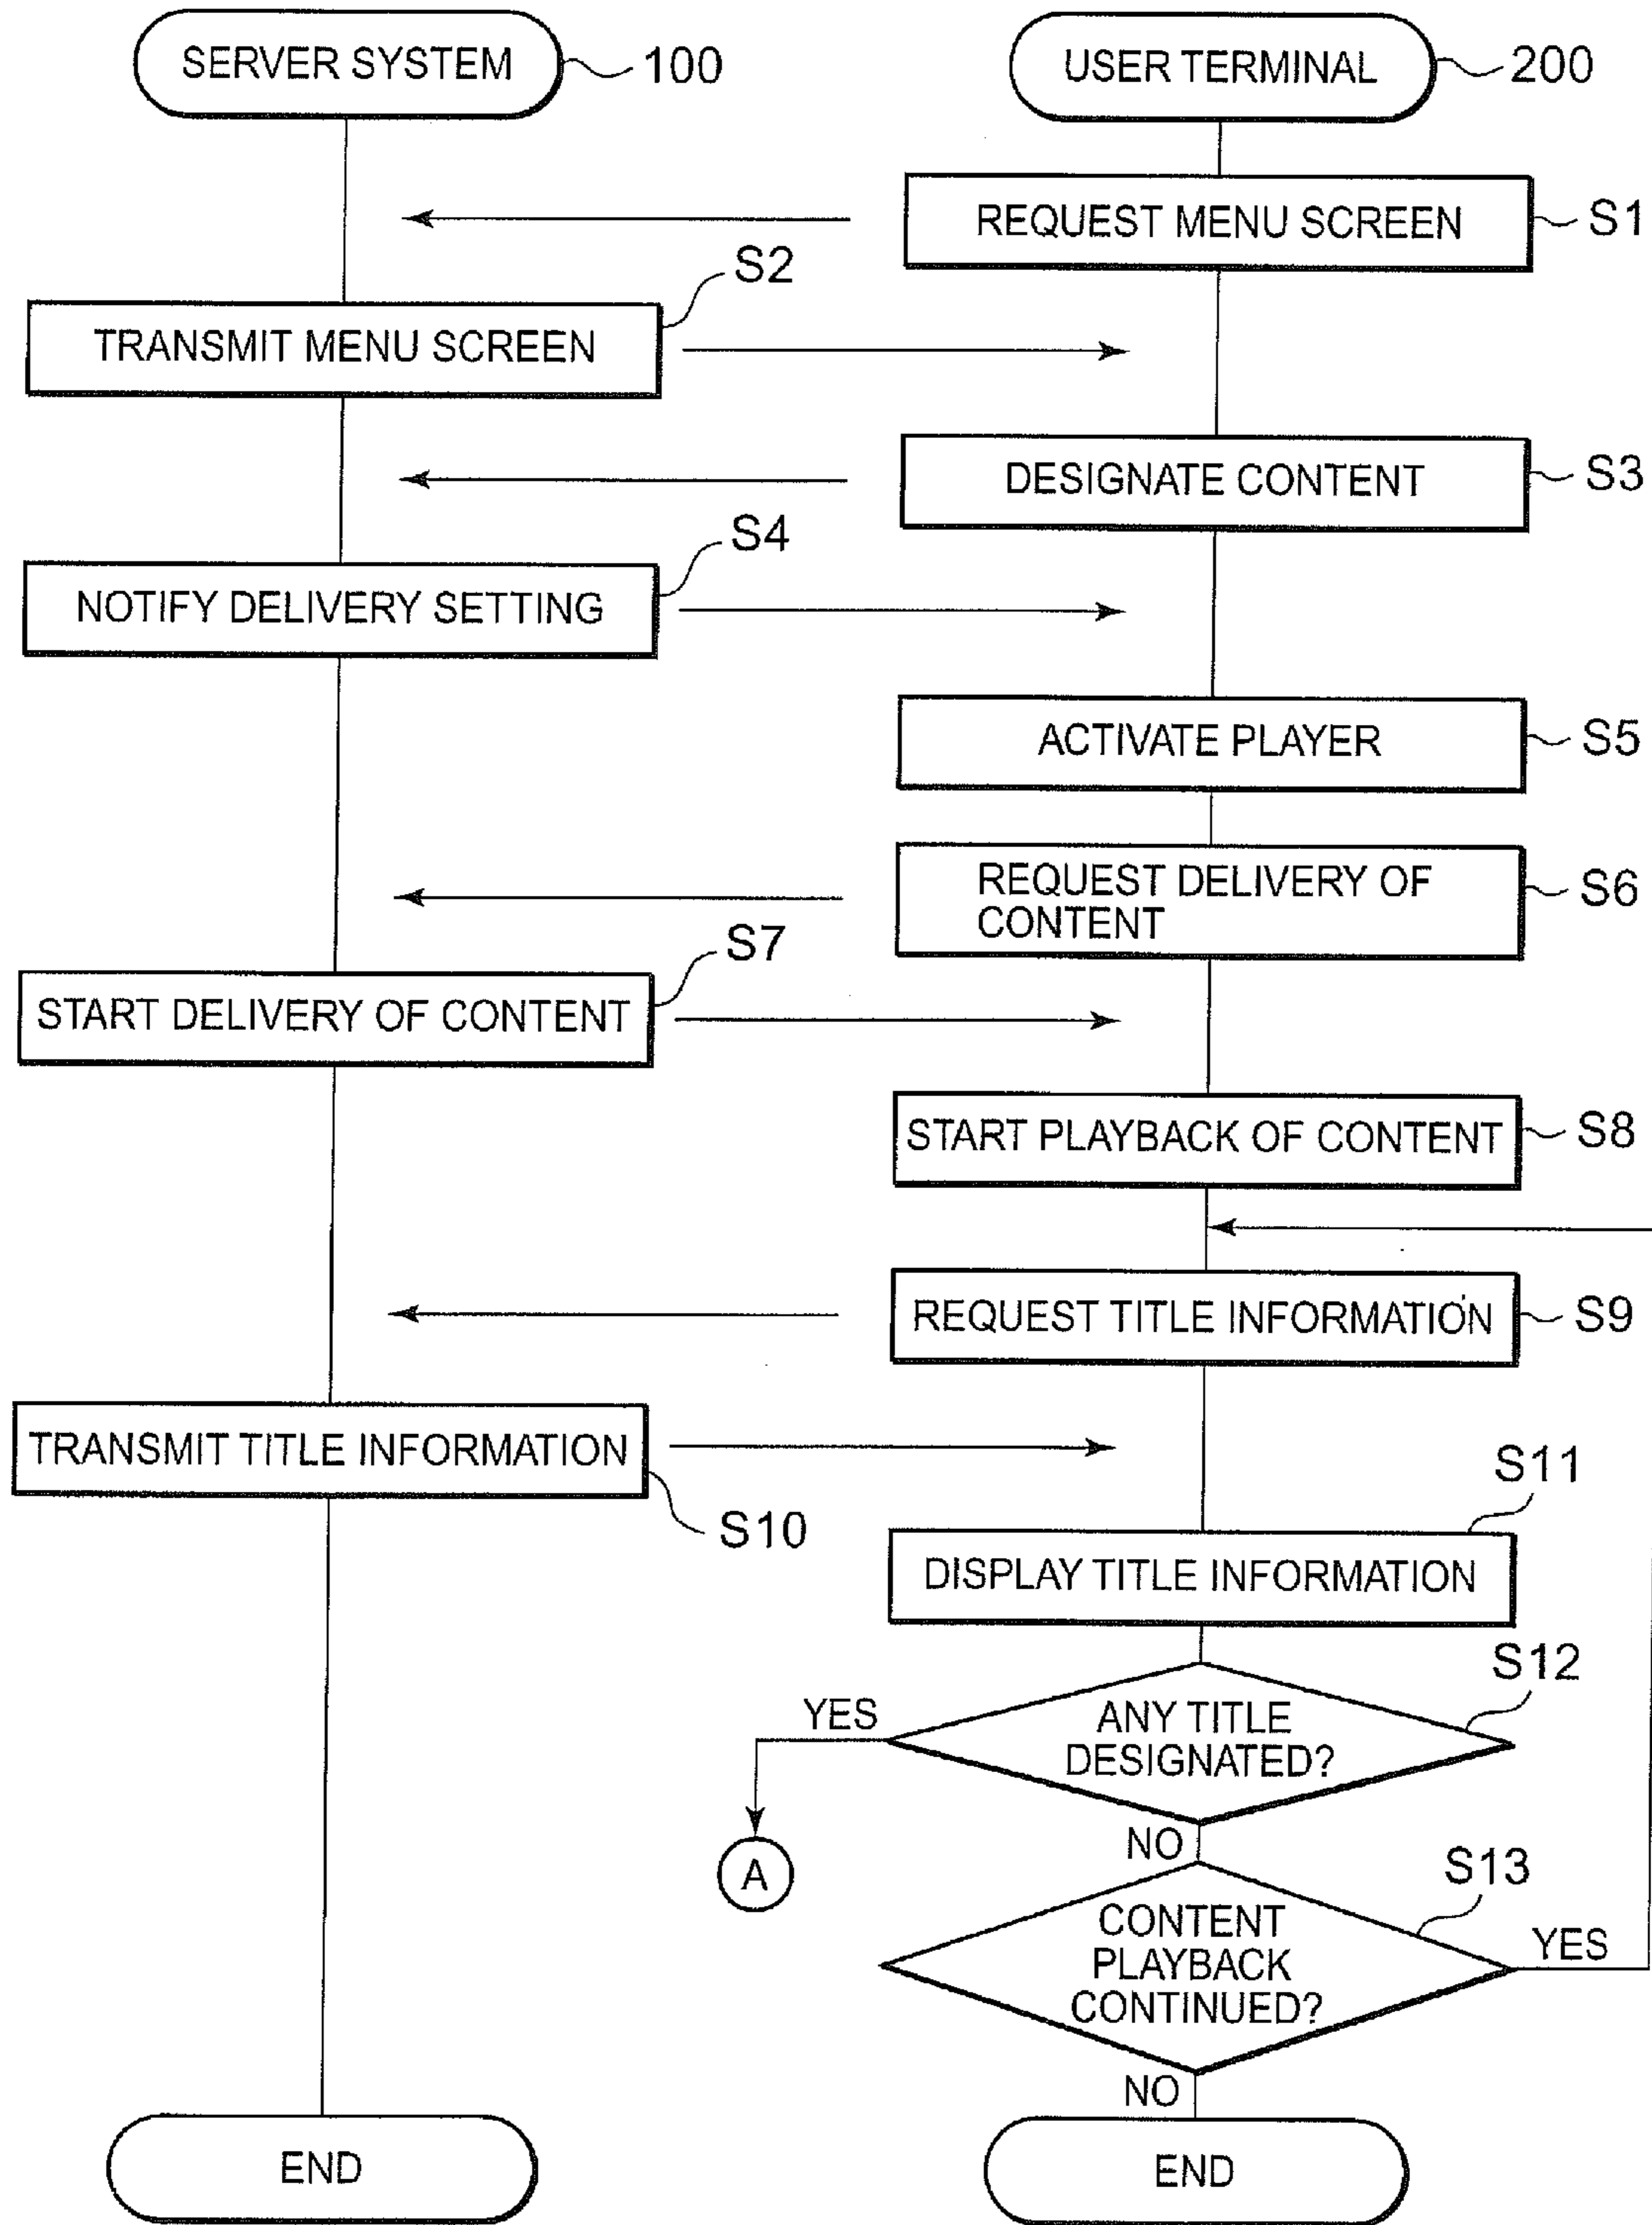 SERVER SYSTEM
100
USER TERMINAL
200
REQUEST MENU SCREEN
S1
S2
TRANSMIT MENU SCREEN
DESIGNATE CONTENT
S3
S4
NOTIFY DELIVERY SETTING
ACTIVATE PLAYER
S5
REQUEST DELIVERY OF
CONTENT
S6
S7
START DELIVERY OF CONTENT
START PLAYBACK OF CONTENT
S8
REQUEST TITLE INFORMATION
S9
TRANSMIT TITLE INFORMATION
S10
S11
DISPLAY TITLE INFORMATION
S12
YES
ANY TITLE
DESIGNATED?
NO
A
S13
CONTENT
PLAYBACK
CONTINUED?
YES
NO
END
END